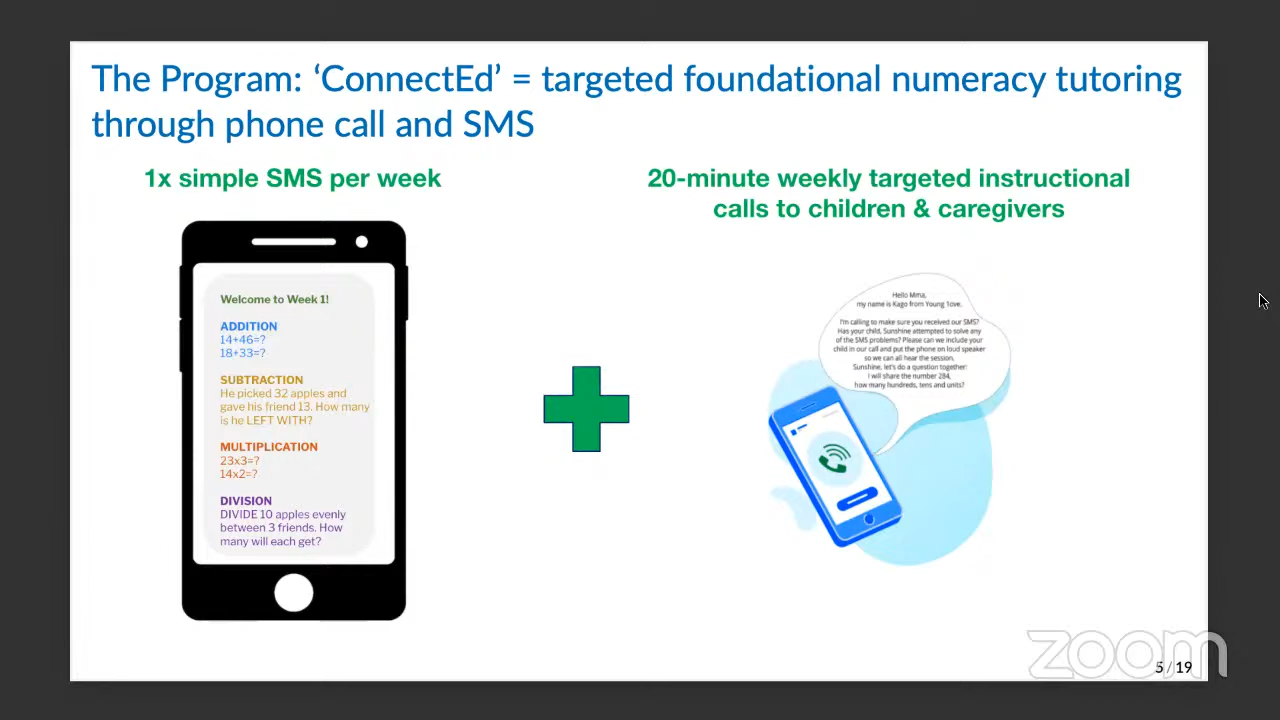 The Program: ‘ConnectEd’ = targeted foundational numeracy tutoring
through phone call and SMS
1x simple SMS per week
Welcome to Week 1!
ADDITION
14+46=?
18+33=?
SUBTRACTION
He picked 32 apples and
gave his friend 13. How many
is he LEFT WITH?
MULTIPLICATION
23x3=?
14x2=?
DIVISION
DIVIDE 10 apples evenly
between 3 friends. How
many will each get?
20-minute weekly targeted instructional
calls to children & caregivers
Hello Mma,
my name is Kago from Young 1ove.
I'm calling to make sure you received our SMS?
Has your child, Sunshine attempted to solve any
of the SMS problems? Please can we include your
child in our call and put the phone on loud speaker
so we can all hear the session.
Sunshine, let's do a question together:
I will share the number 284,
how many hundreds, tens and units?
zoom
5 / 19